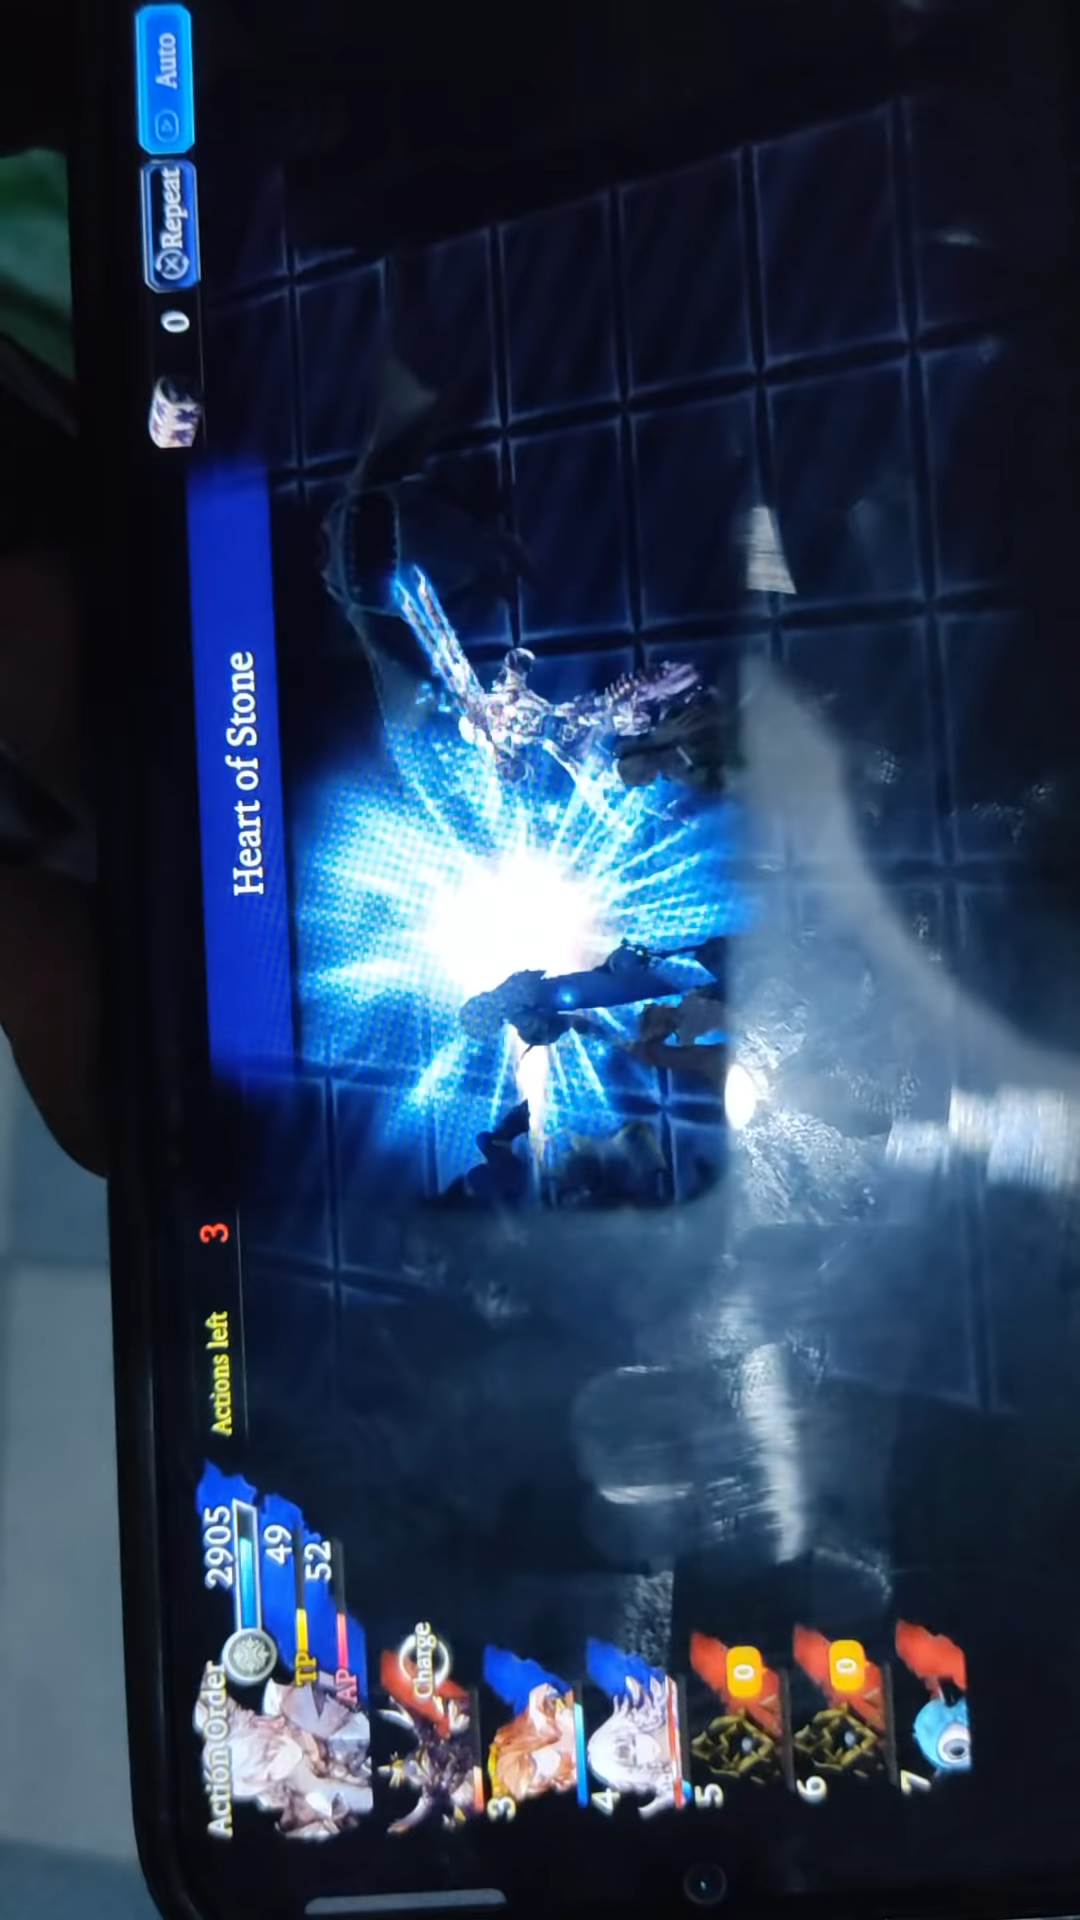 Action Order
2905
TP 49
AP 52
Actions left 3
Heart of Stone
0
Repeat
Auto
Charge
3
4
5
0
6
0
7